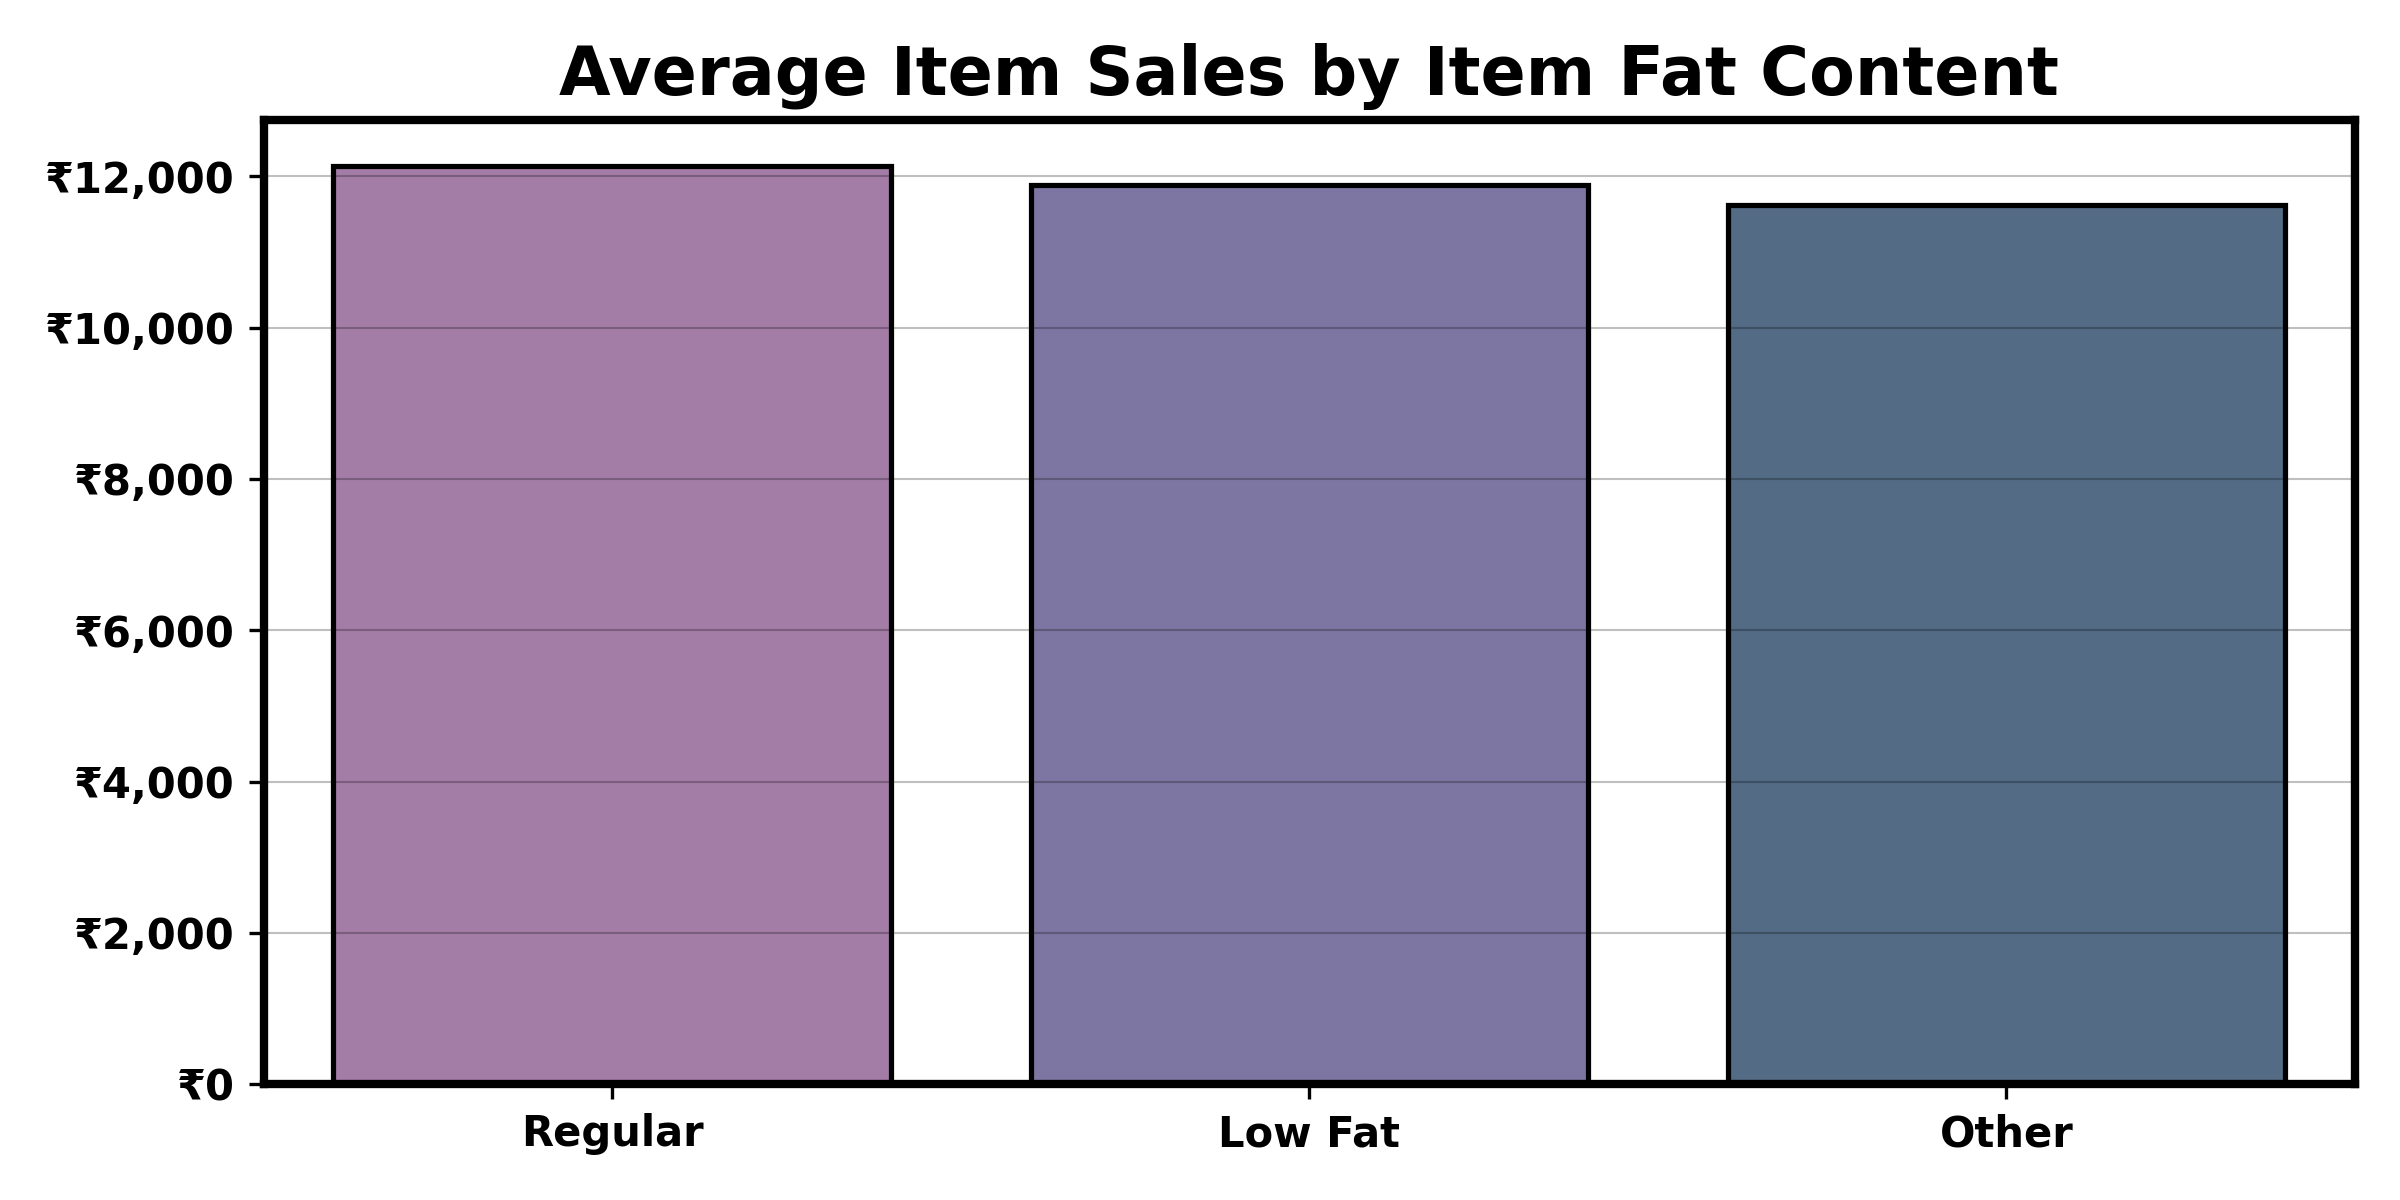 Average Item Sales by Item Fat Content
₹12,000
₹10,000
₹8,000
₹6,000
₹4,000
₹2,000
₹0
Regular
Low Fat
Other